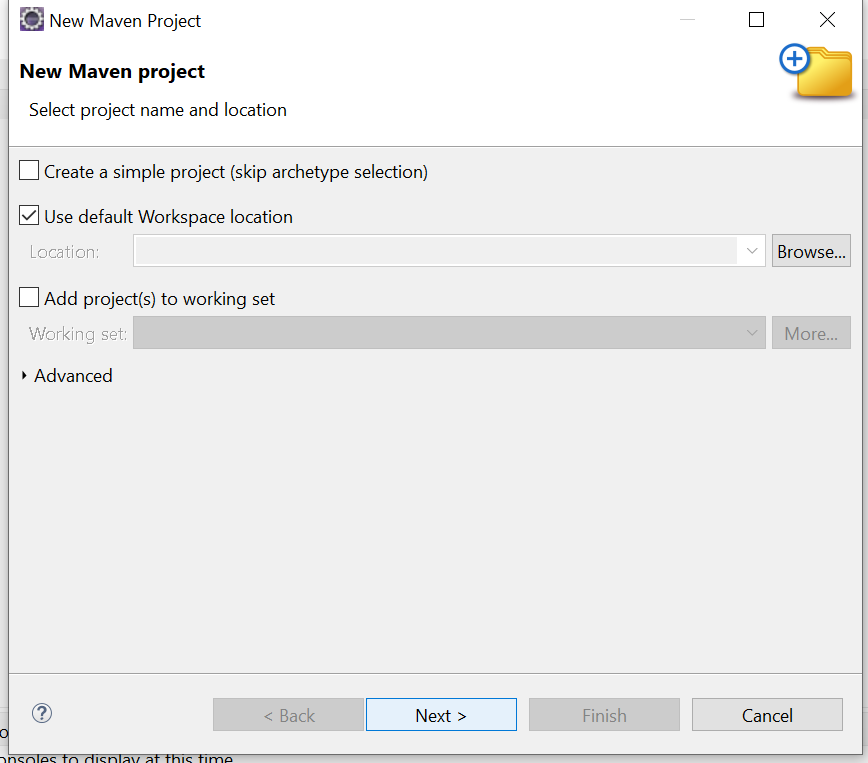 New Maven Project
New Maven project
Select project name and location
Create a simple project (skip archetype selection)
Use default Workspace location
Location:
Browse...
Add project(s) to working set
Working set:
More...
Advanced
< Back
Next >
Finish
Cancel
onsoles to display at this time.